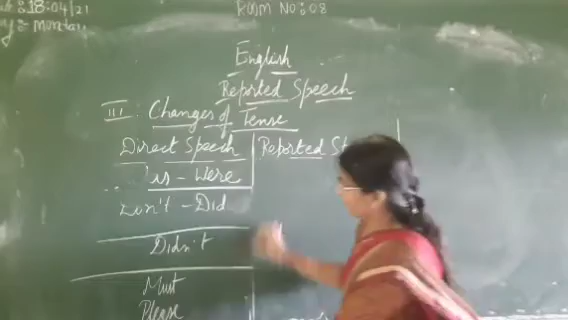 18:04/21
Room No: 08
English
Reported Speech
III Changes of Tense
Direct Speech Reported
is - Were
Don't - Did
Didn't
Must
Please